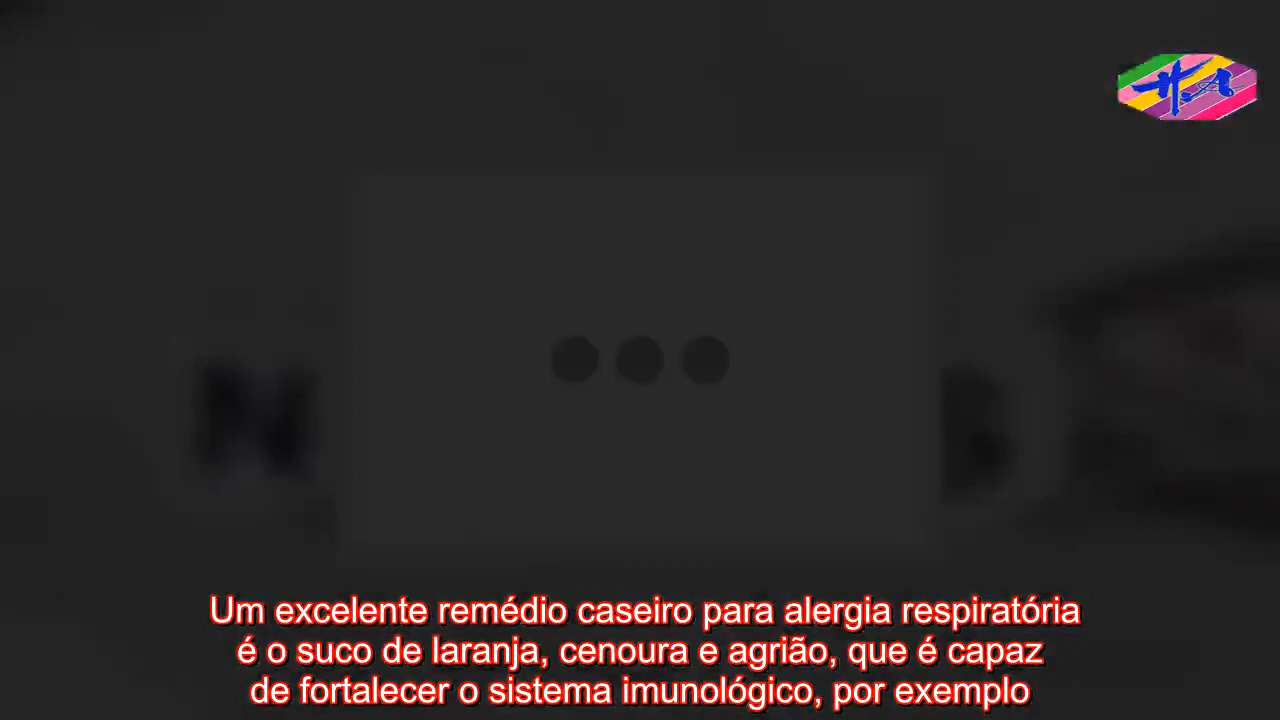 HA
Um excelente remédio caseiro para alergia respiratória
é o suco de laranja, cenoura e agrião, que é capaz
de fortalecer o sistema imunológico, por exemplo